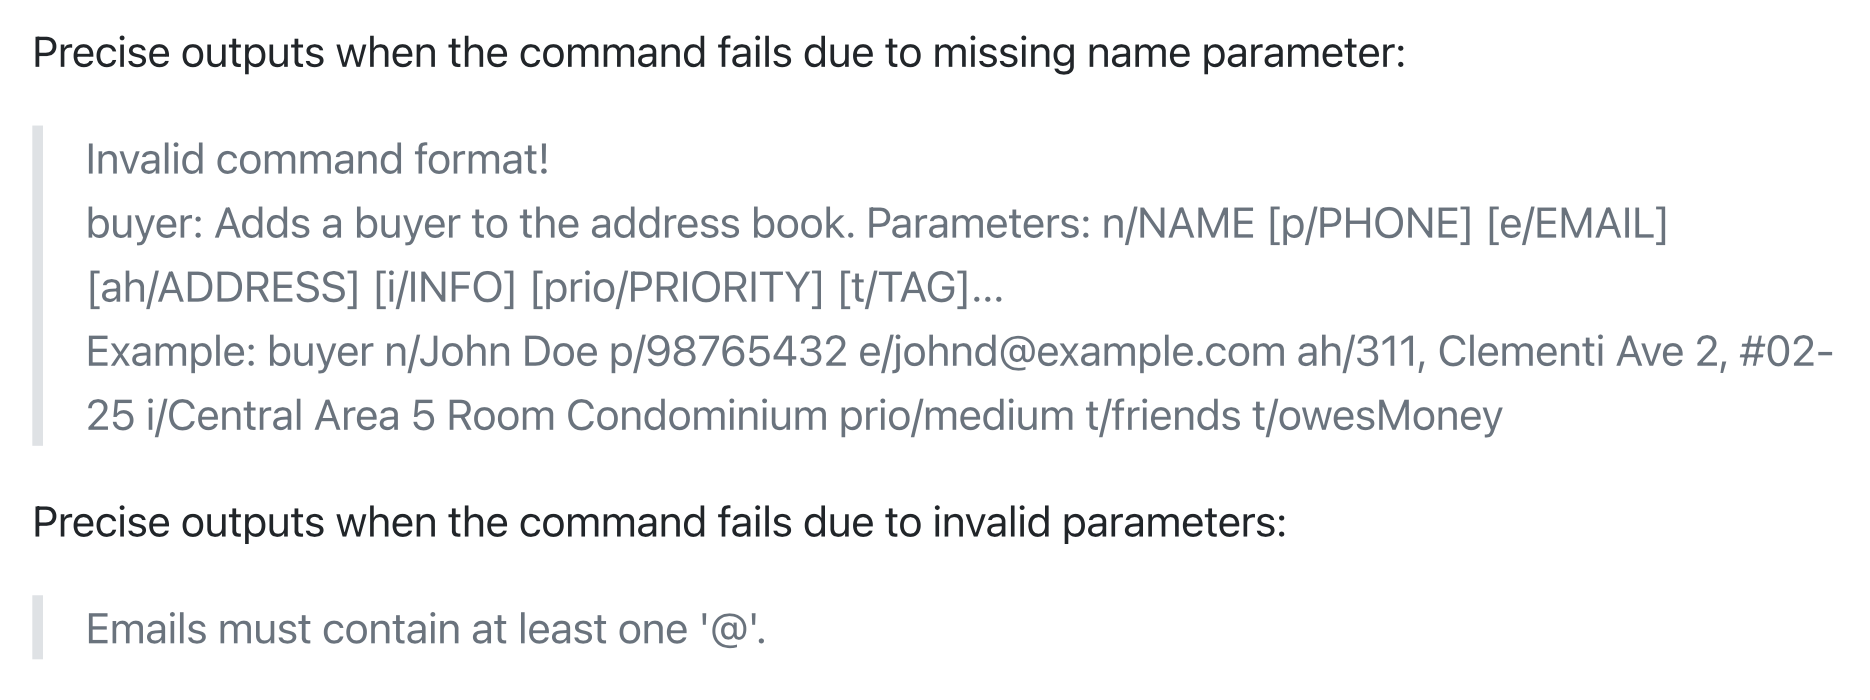 Precise outputs when the command fails due to missing name parameter:
Invalid command format!
buyer: Adds a buyer to the address book. Parameters: n/NAME [p/PHONE] [e/EMAIL]
[ah/ADDRESS] [i/INFO] [prio/PRIORITY] [t/TAG]...
Example: buyer n/John Doe p/98765432 e/johnd@example.com ah/311, Clementi Ave 2, #02-
25 i/Central Area 5 Room Condominium prio/medium t/friends t/owesMoney
Precise outputs when the command fails due to invalid parameters:
Emails must contain at least one '@'.